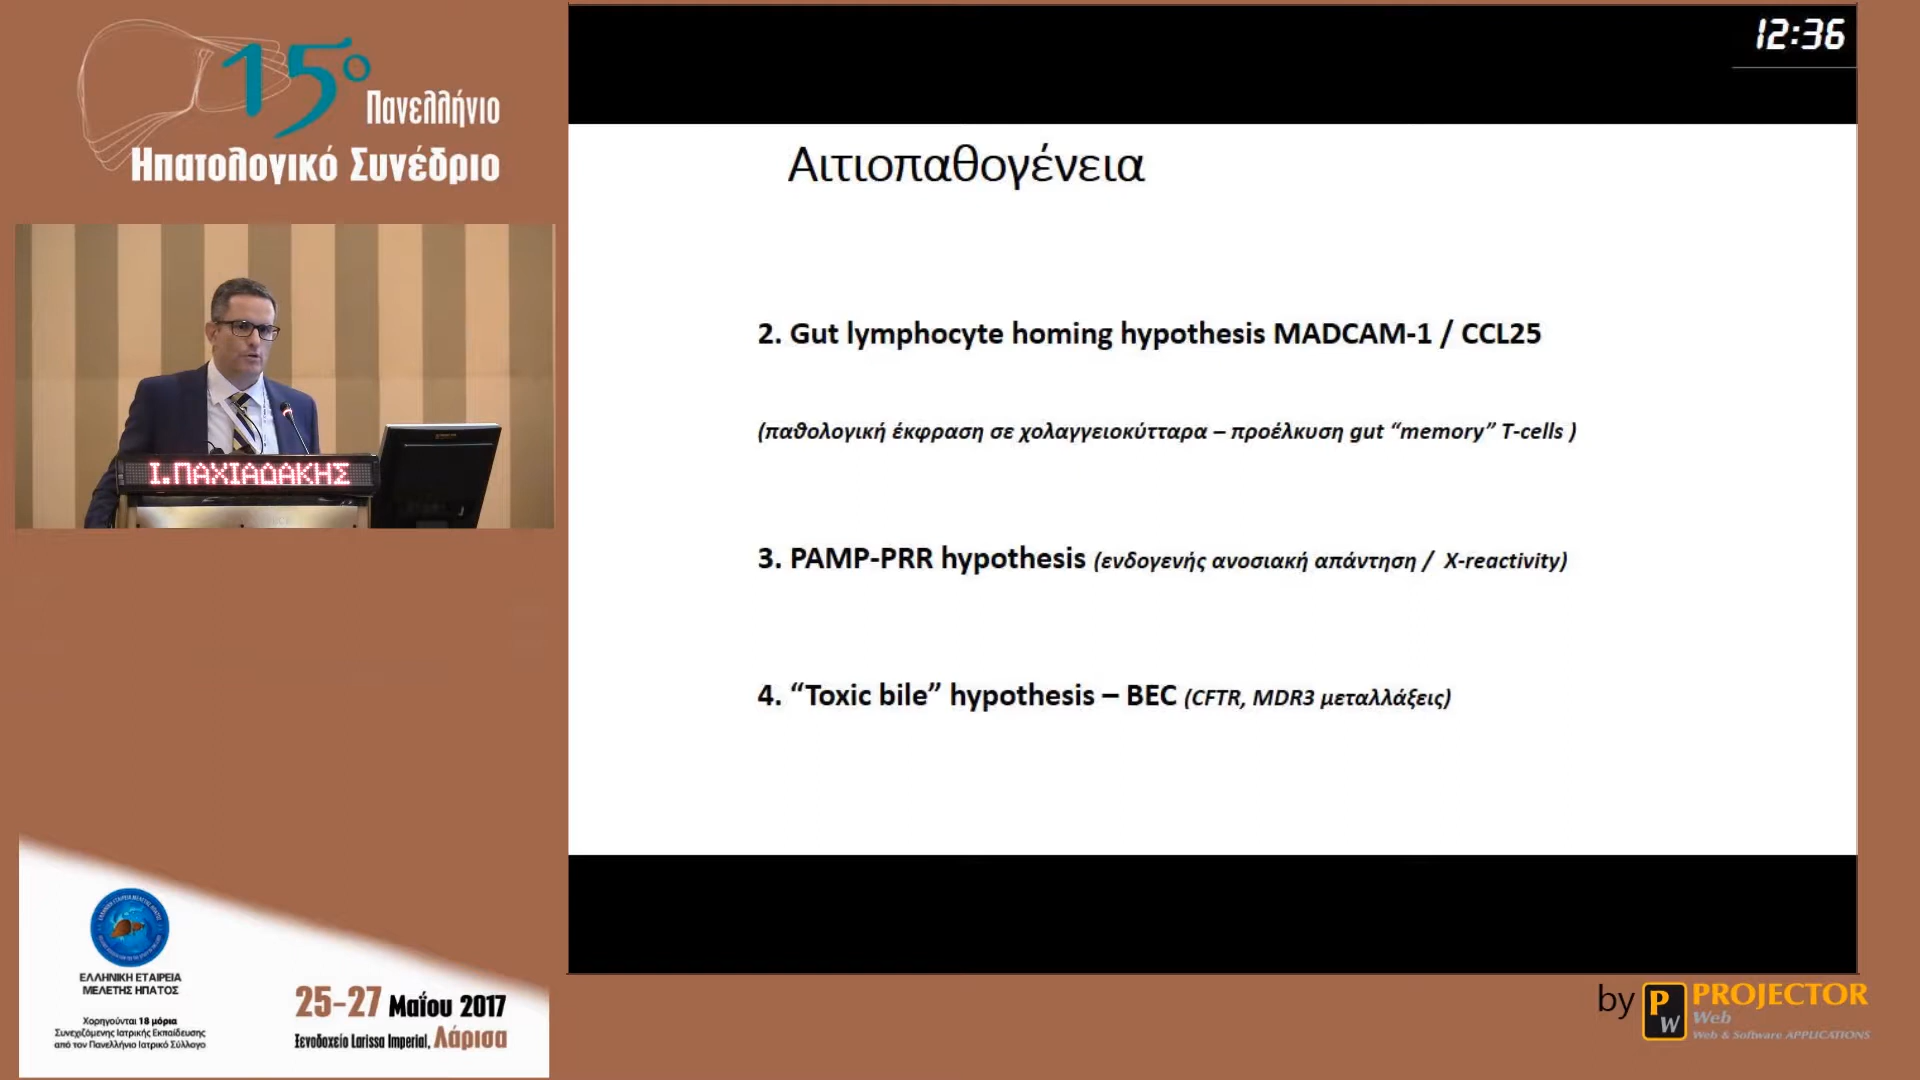 15ο
Πανελλήνιο
Ηπατολογικό Συνέδριο
Ι.ΠΑΧΙΑΔΑΚΗΣ
12:36
Αιτιοπαθογένεια
2. Gut lymphocyte homing hypothesis MADCAM-1 / CCL25
(παθολογική έκφραση σε χολαγγειοκύτταρα – προέλκυση gut “memory” T-cells )
3. PAMP-PRR hypothesis (ενδογενής ανοσιακή απάντηση / X-reactivity)
4. “Toxic bile” hypothesis – BEC (CFTR, MDR3 μεταλλάξεις)
ΕΛΛΗΝΙΚΗ ΕΤΑΙΡΕΙΑ
ΜΕΛΕΤΗΣ ΗΠΑΤΟΣ
Χορηγούνται 18 μόρια
Συνεχιζόμενης Ιατρικής Εκπαίδευσης
από τον Πανελλήνιο Ιατρικό Σύλλογο
25-27 Μαΐου 2017
Ξενοδοχείο Larissa Imperial, Λάρισα
by PW PROJECTOR
Web
Web & Software APPLICATIONS